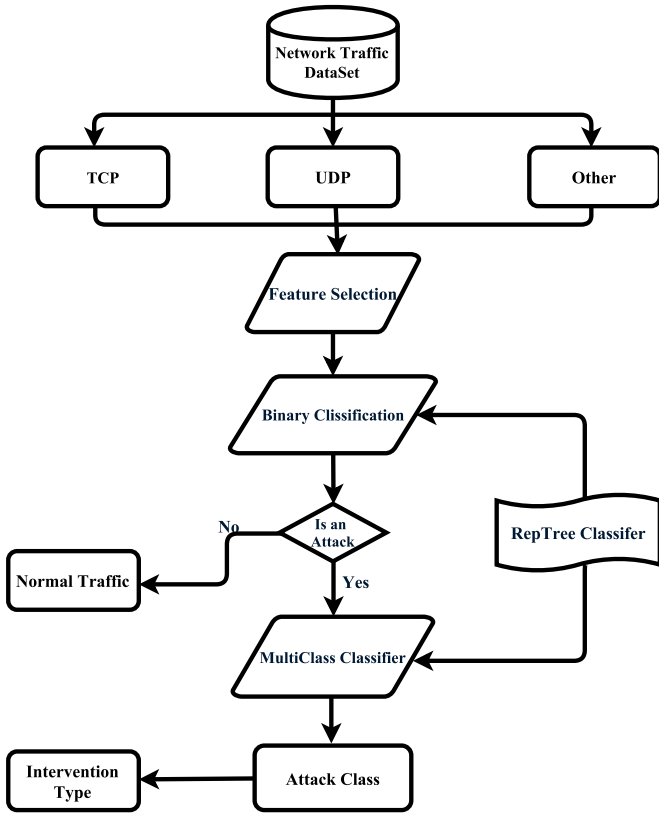 Network Traffic
DataSet
TCP
UDP
Other
Feature Selection
Binary Clissification
Is an
Attack
No
RepTree Classifer
Normal Traffic
Yes
MultiClass Classifier
Intervention
Type
Attack Class